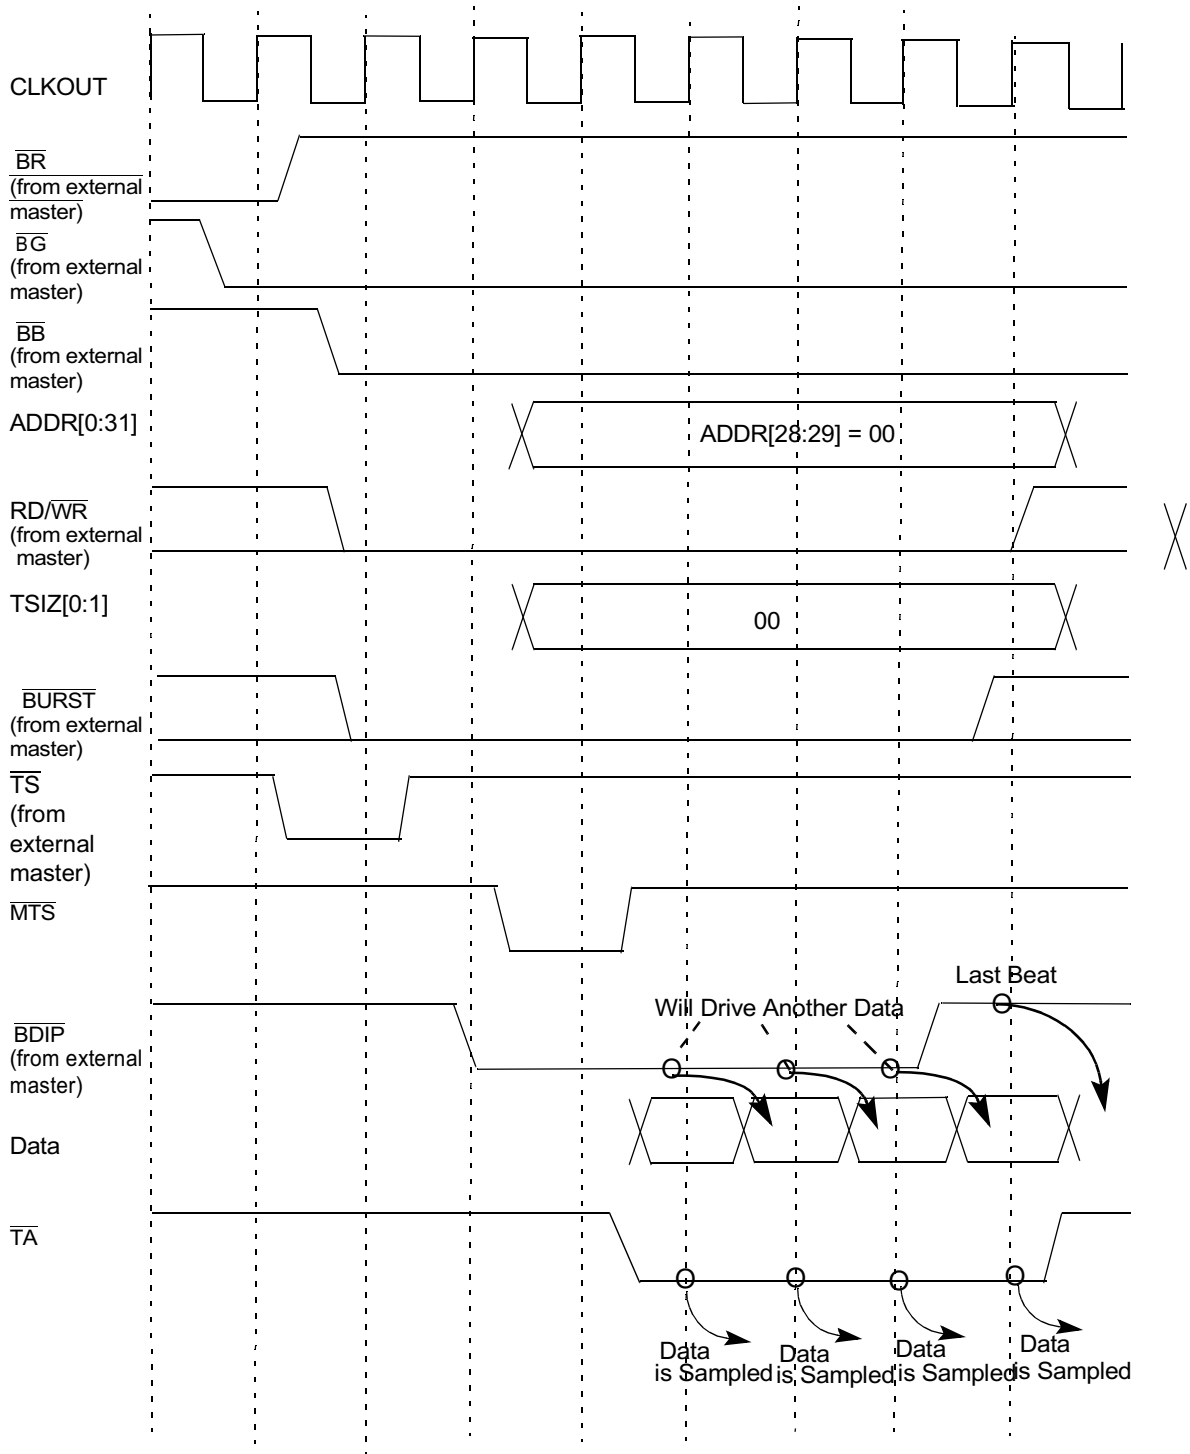 CLKOUT
BR
(from external
master)
BG
(from external
master)
BB
(from external
master)
ADDR[0:31]
ADDR[28:29] = 00
RD/WR
(from external
master)
TSIZ[0:1]
00
BURST
(from external
master)
TS
(from
external
master)
MTS
Last Beat
Will Drive Another Data
BDIP
(from external
master)
Data
TA
Data
is Sampled
Data
is Sampled
Data
is Sampled
Data
is Sampled